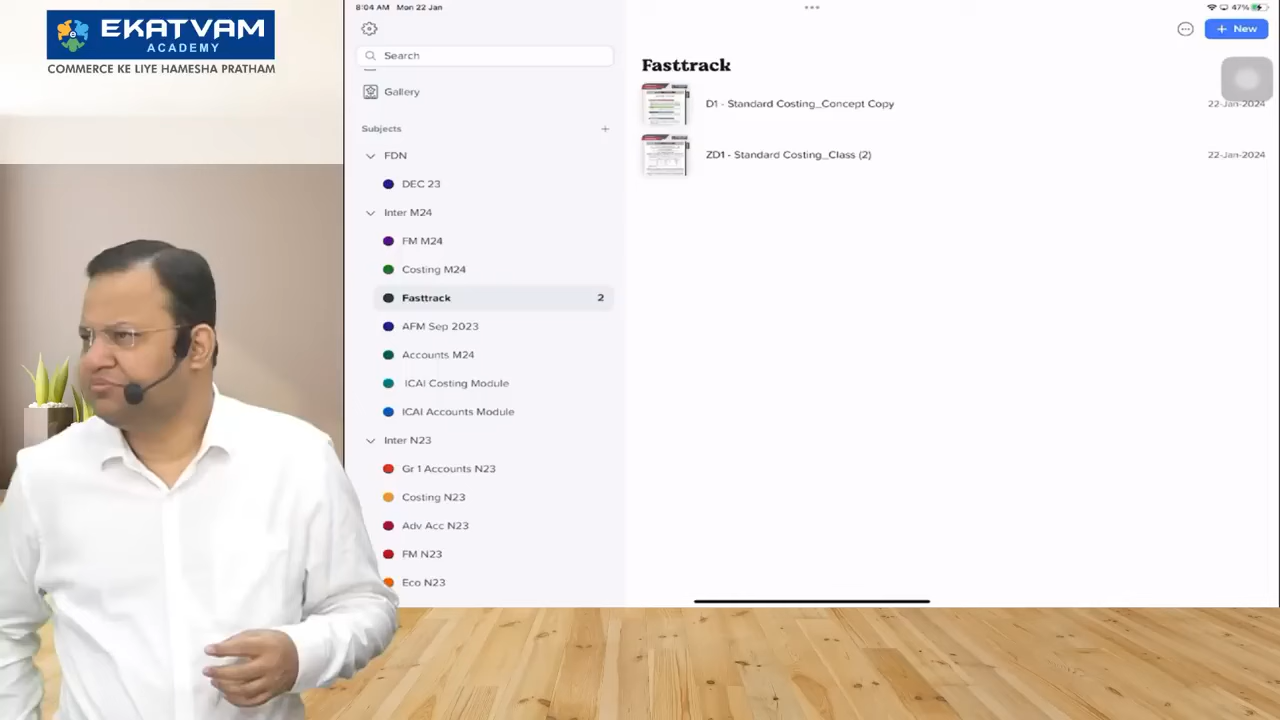 EKATVAM
ACADEMY
COMMERCE KE LIYE HAMESHA PRATHAM
8:04 AM Mon 22 Jan
47%
Search
Gallery
Subjects
FDN
DEC 23
Inter M24
FM M24
Costing M24
Fasttrack 2
AFM Sep 2023
Accounts M24
ICAI Costing Module
ICAI Accounts Module
Inter N23
Gr 1 Accounts N23
Costing N23
Adv Acc N23
FM N23
Eco N23
+ New
Fasttrack
D1 - Standard Costing_Concept Copy 22-Jan-2024
ZD1 - Standard Costing_Class (2) 22-Jan-2024